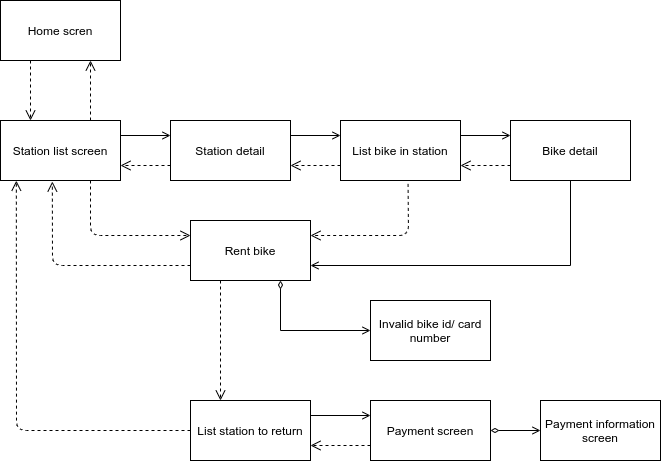 Home scren
Station list screen
Station detail
List bike in station
Bike detail
Rent bike
Invalid bike id/ card
number
List station to return
Payment screen
Payment information
screen